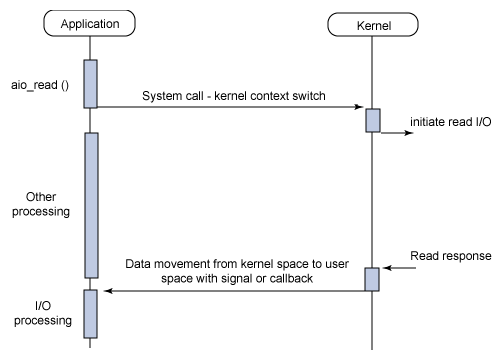 Application
Kernel
aio_read ()
System call - kernel context switch
initiate read I/O
Other
processing
Read response
Data movement from kernel space to user
space with signal or callback
I/O
processing